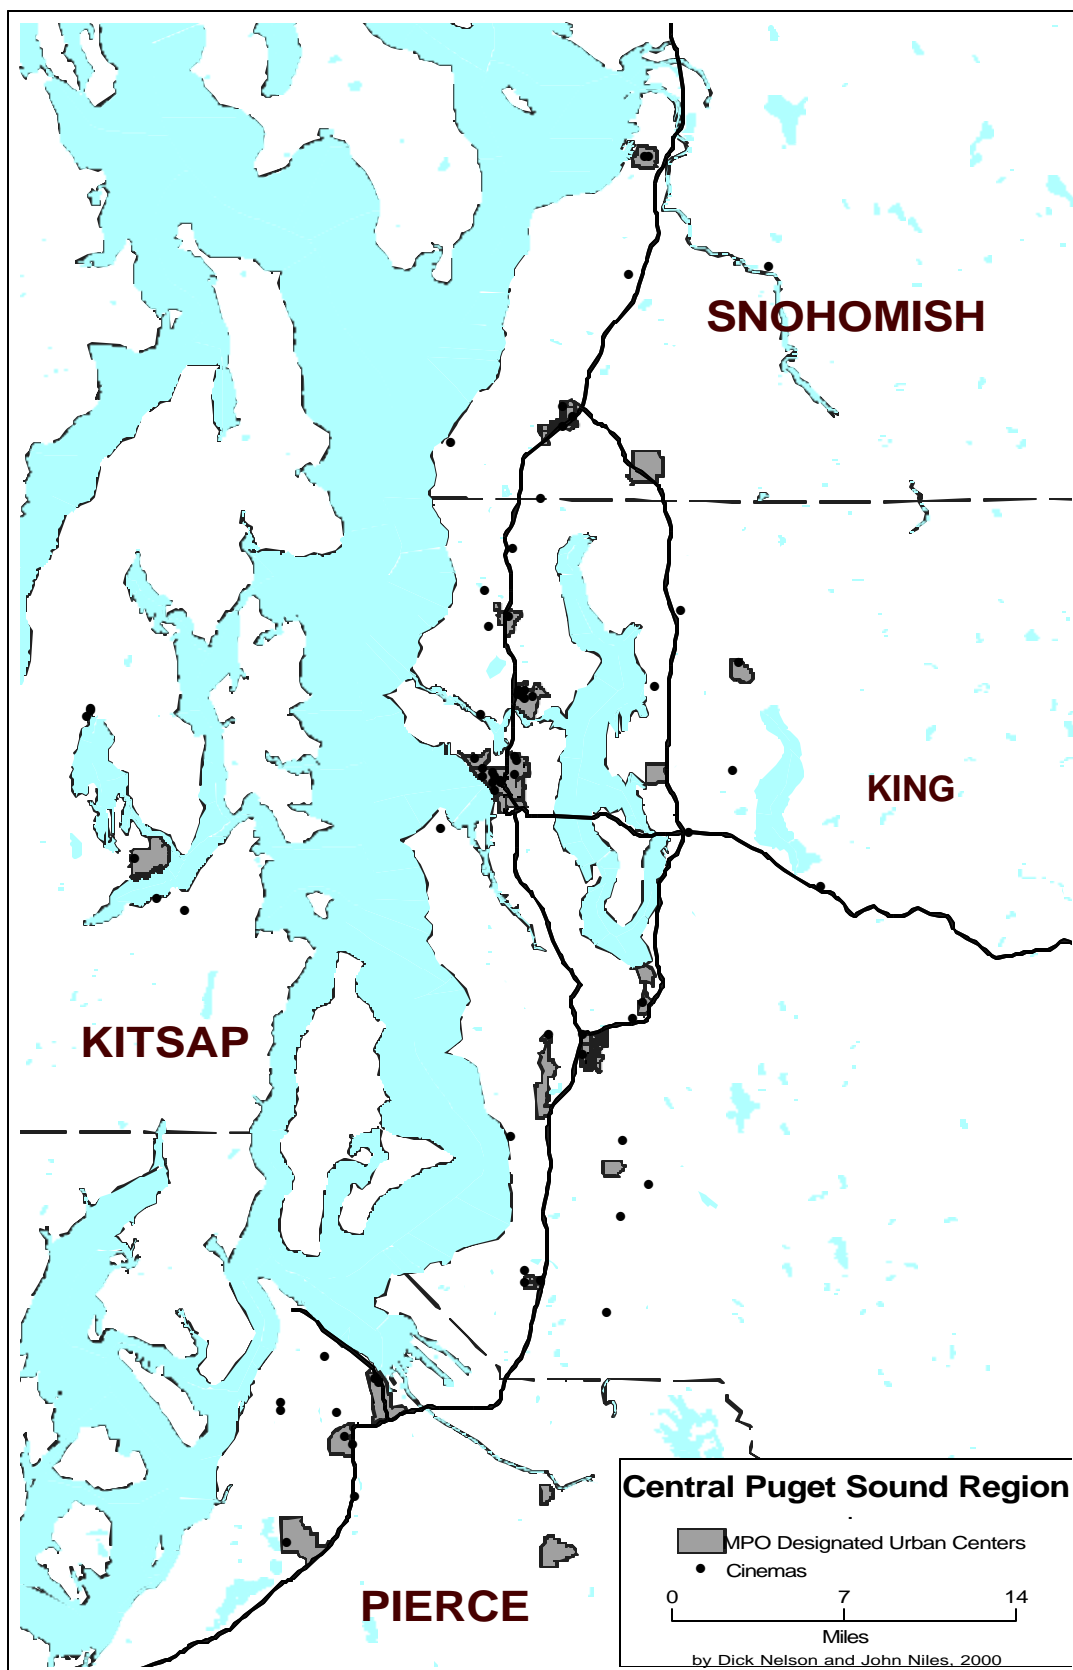 SNOHOMISH
KING
KITSAP
PIERCE
Central Puget Sound Region
MPO Designated Urban Centers
Cinemas
0 7 14
Miles
by Dick Nelson and John Niles, 2000